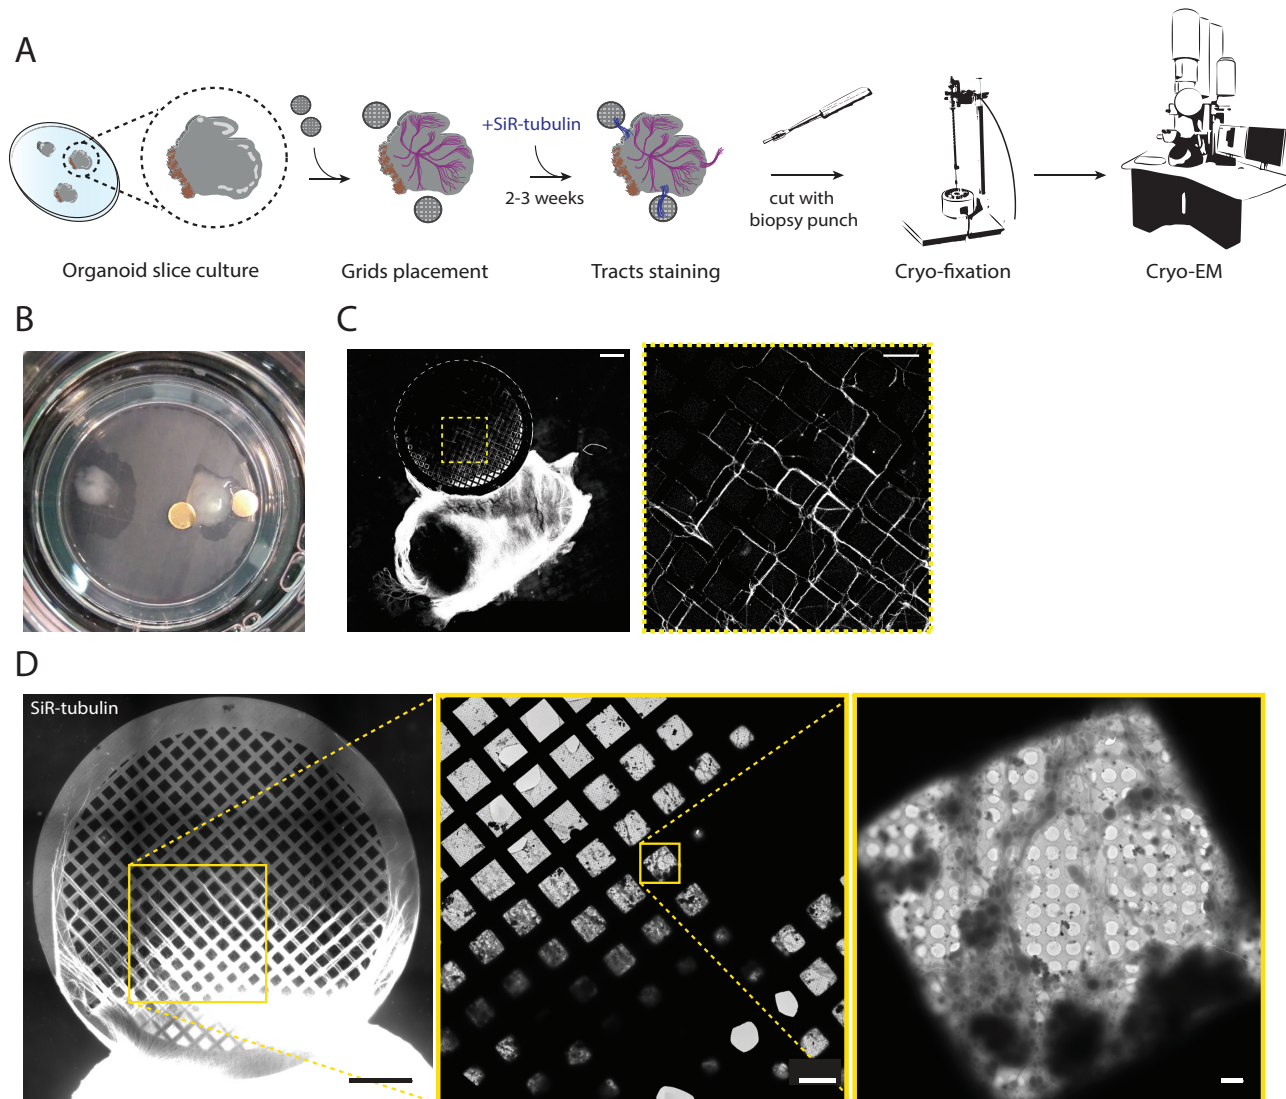 A
+SiR-tubulin
2-3 weeks
cut with
biopsy punch
Organoid slice culture
Grids placement
Tracts staining
Cryo-fixation
Cryo-EM
B
C
D
SiR-tubulin